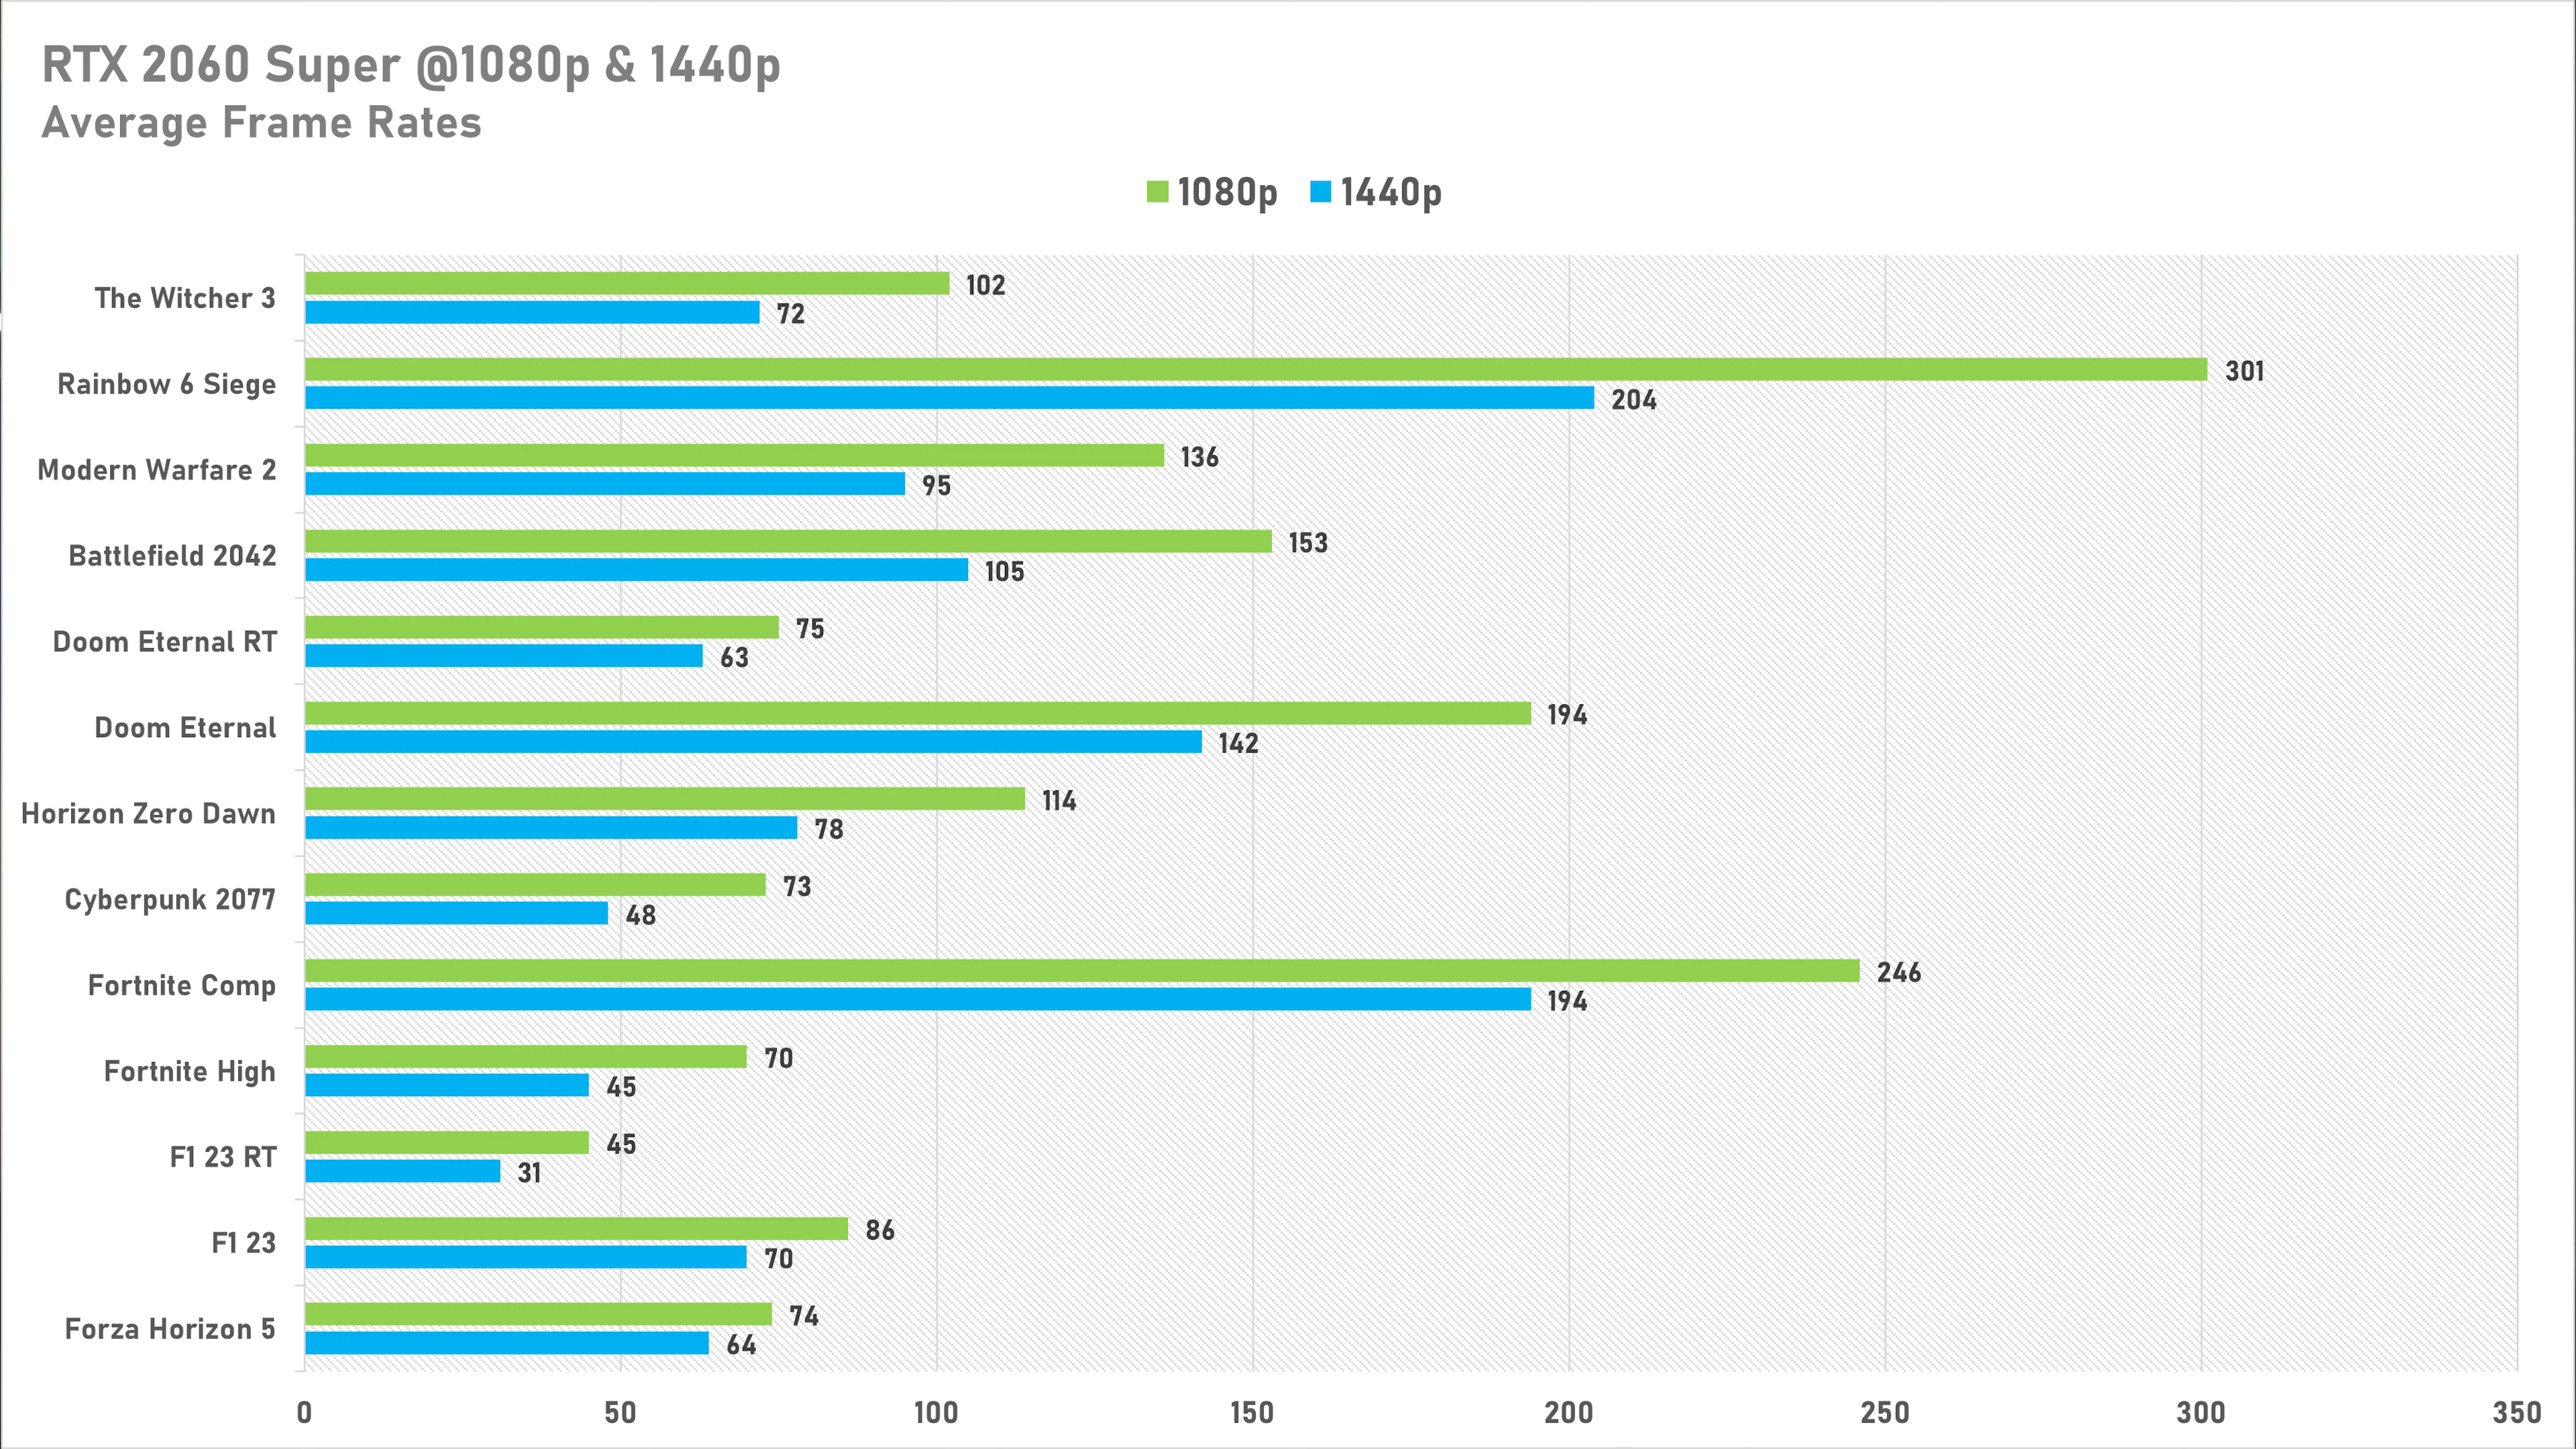 RTX 2060 Super @1080p & 1440p
Average Frame Rates
1080p 1440p
The Witcher 3
102
72
Rainbow 6 Siege
301
204
Modern Warfare 2
136
95
Battlefield 2042
153
105
Doom Eternal RT
75
63
Doom Eternal
194
142
Horizon Zero Dawn
114
78
Cyberpunk 2077
73
48
Fortnite Comp
246
194
Fortnite High
70
45
F1 23 RT
45
31
F1 23
86
70
Forza Horizon 5
74
64
0 50 100 150 200 250 300 350